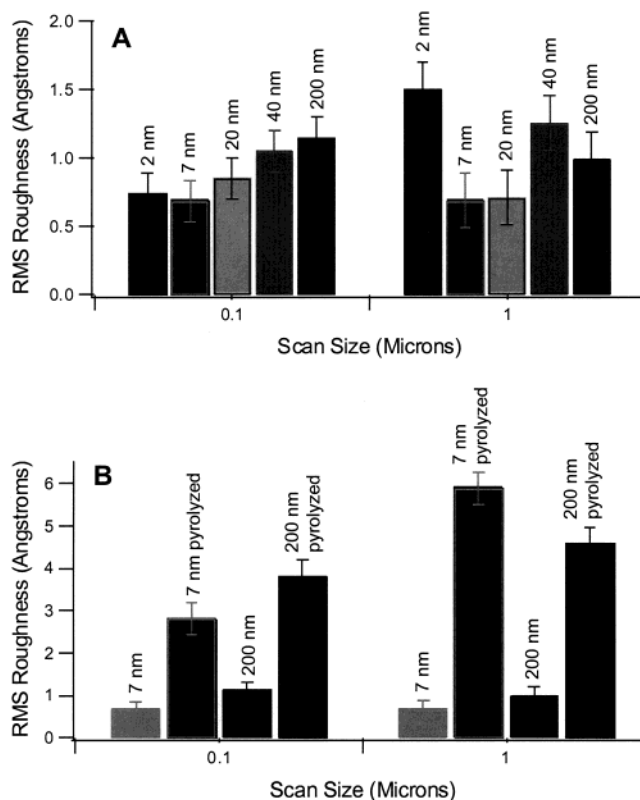 A
RMS Roughness (Angstroms)
2.0
1.5
1.0
0.5
0.0
2 nm
7 nm
20 nm
40 nm
200 nm
2 nm
7 nm
20 nm
40 nm
200 nm
0.1
1
Scan Size (Microns)
B
RMS Roughness (Angstroms)
6
5
4
3
2
1
0
7 nm
7 nm pyrolyzed
200 nm
200 nm
pyrolyzed
7 nm
7 nm
pyrolyzed
200 nm
200 nm
pyrolyzed
0.1
1
Scan Size (Microns)